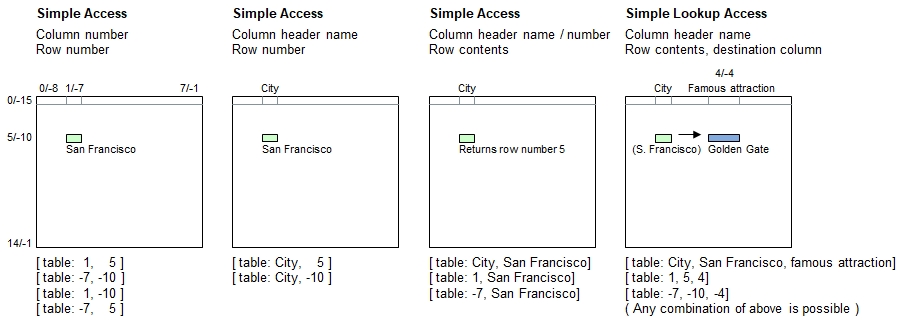 Simple Access
Column number
Row number
0/-8 1/-7 7/-1
0/-15
5/-10
San Francisco
14/-1
[ table: 1, 5 ]
[ table: -7, -10 ]
[ table: 1, -10 ]
[ table: -7, 5 ]
Simple Access
Column header name
Row number
City
San Francisco
[ table: City, 5 ]
[ table: City, -10 ]
Simple Access
Column header name / number
Row contents
City
Returns row number 5
[ table: City, San Francisco]
[ table: 1, San Francisco]
[ table: -7, San Francisco]
Simple Lookup Access
Column header name
Row contents, destination column
4/-4
City Famous attraction
(S. Francisco) Golden Gate
[ table: City, San Francisco, famous attraction]
[ table: 1, 5, 4]
[ table: -7, -10, -4]
( Any combination of above is possible )